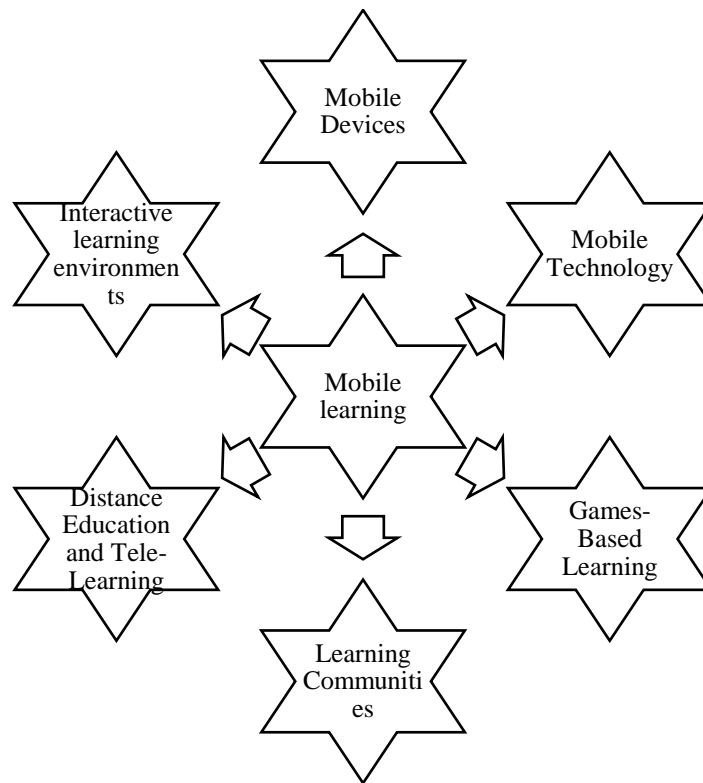 Mobile
Devices
Interactive
learning
environmen
ts
Mobile
Technology
Mobile
learning
Distance
Education
and Tele-
Learning
Games-
Based
Learning
Learning
Communiti
es